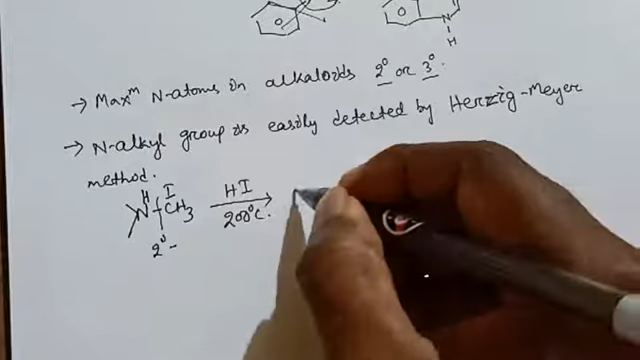 N
H
→ Maxᵐ N-atoms in alkaloids 2° or 3°.
→ N-alkyl group is easily detected by Herzig-Meyer
method.
H I
N CH₃ HI
200°C.
2°